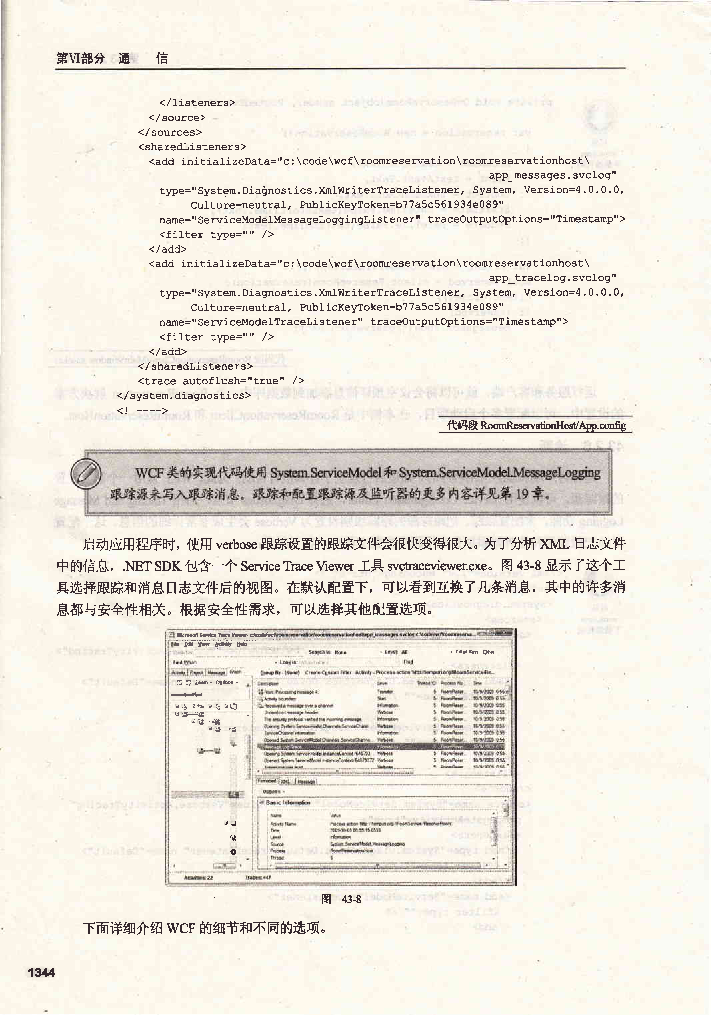 第VI部分 通 信
</listeners>
</source>
</sources>
<sharedListeners>
<add initializeData="c:\code\wcf\roomreservation\roomreservationhost\
app_messages.svclog"
type="System.Diagnostics.XmlWriterTraceListener, System, Version=4.0.0.0,
Culture=neutral, PublicKeyToken=b77a5c561934e089"
name="ServiceModelMessageLoggingListener" traceOutputOptions="Timestamp">
<filter type="" />
</add>
<add initializeData="c:\code\wcf\roomreservation\roomreservationhost\
app_tracelog.svclog"
type="System.Diagnostics.XmlWriterTraceListener, System, Version=4.0.0.0,
Culture=neutral, PublicKeyToken=b77a5c561934e089"
name="ServiceModelTraceListener" traceOutputOptions="Timestamp">
<filter type="" />
</add>
</sharedListeners>
<trace autoflush="true" />
</system.diagnostics>
<! ---->
代码段 RoomReservationHost/App.config
WCF 类的实现代码使用 System.ServiceModel 和 System.ServiceModel.MessageLogging
跟踪源来写入跟踪消息。跟踪和配置跟踪源及监听器的更多内容详见第 19 章。
启动应用程序时，使用 verbose 跟踪设置的跟踪文件会很快变得很大。为了分析 XML 日志文件
中的信息，.NET SDK 包含一个 Service Trace Viewer 工具 svctraceviewer.exe。图 43-8 显示了这个工
具选择跟踪和消息日志文件后的视图。在默认配置下，可以看到互换了几条消息，其中的许多消
息都与安全性相关。根据安全性需求，可以选择其他配置选项。
File Edit View Activity Help
Basic Information
Activities: 22
图 43-8
下面详细介绍 WCF 的细节和不同的选项。
1344